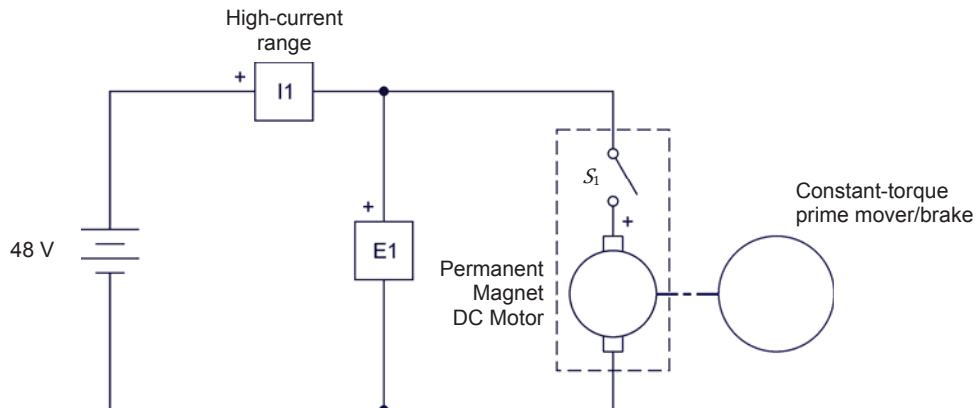 High-current
range
+
I1
+
E1
48 V
S1
+
Permanent
Magnet
DC Motor
Constant-torque
prime mover/brake